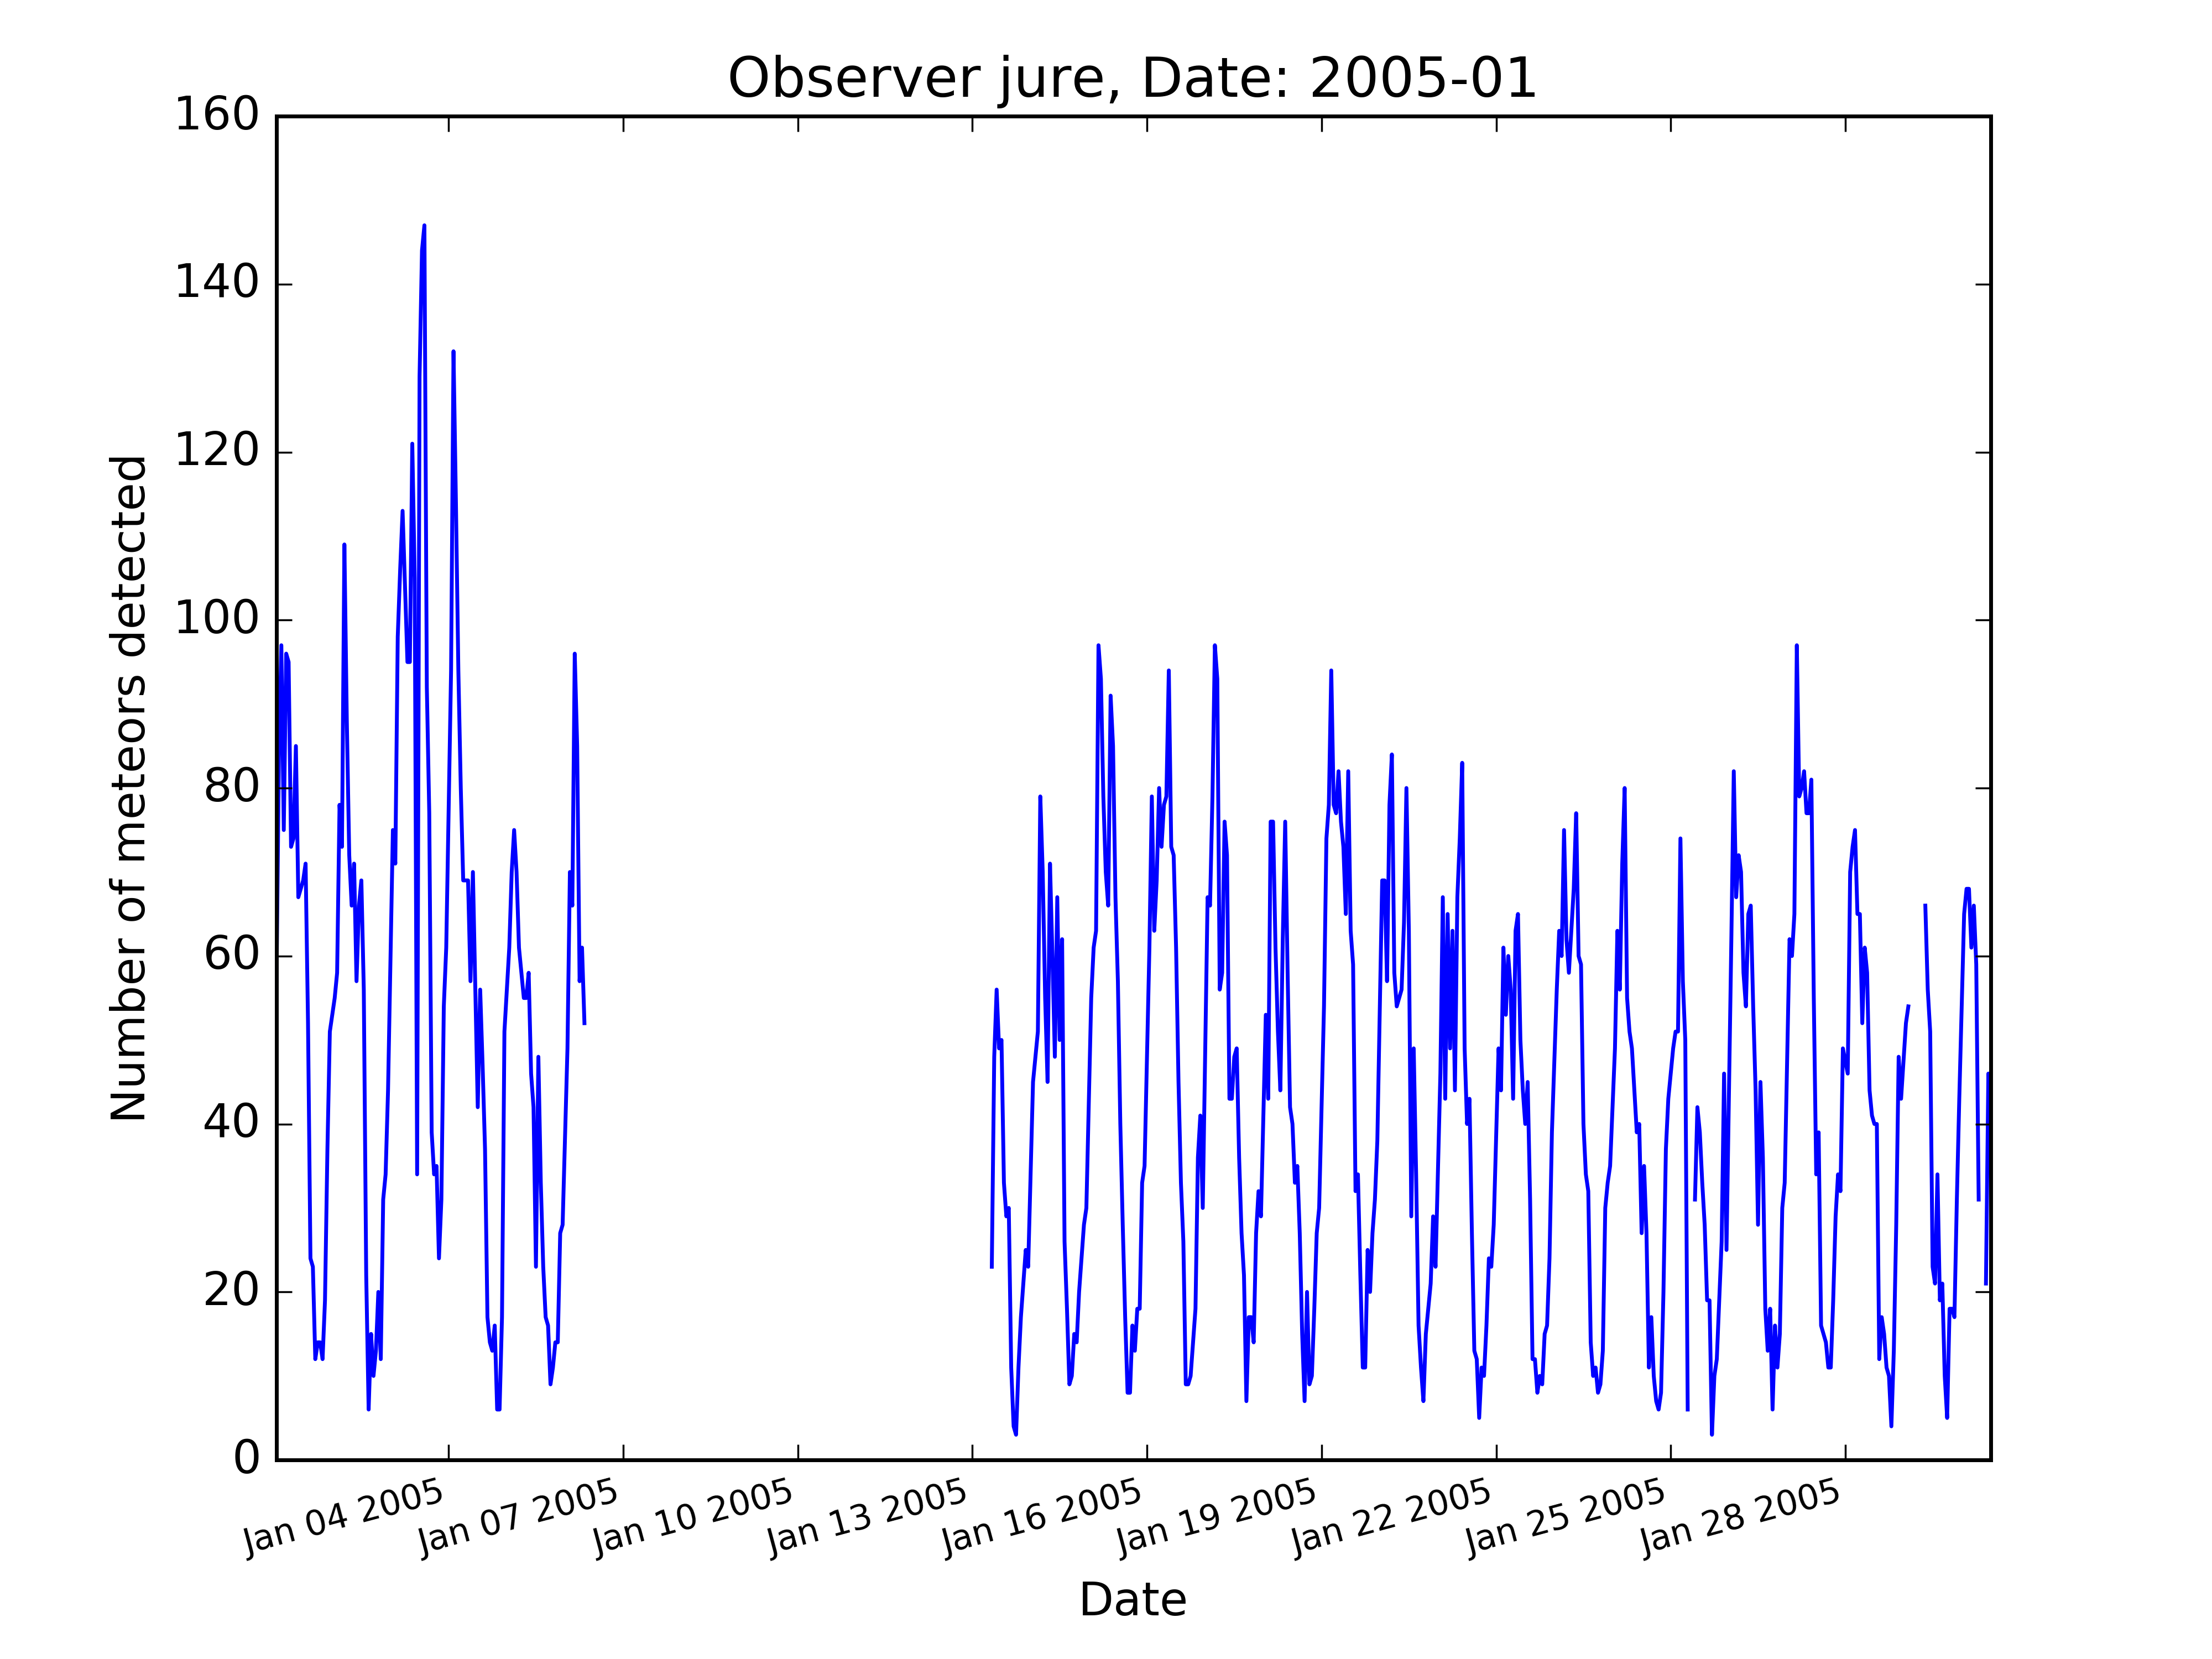 Observer jure, Date: 2005-01
160
140
120
100
80
60
40
20
0
Number of meteors detected
Jan 04 2005
Jan 07 2005
Jan 10 2005
Jan 13 2005
Jan 16 2005
Jan 19 2005
Jan 22 2005
Jan 25 2005
Jan 28 2005
Date